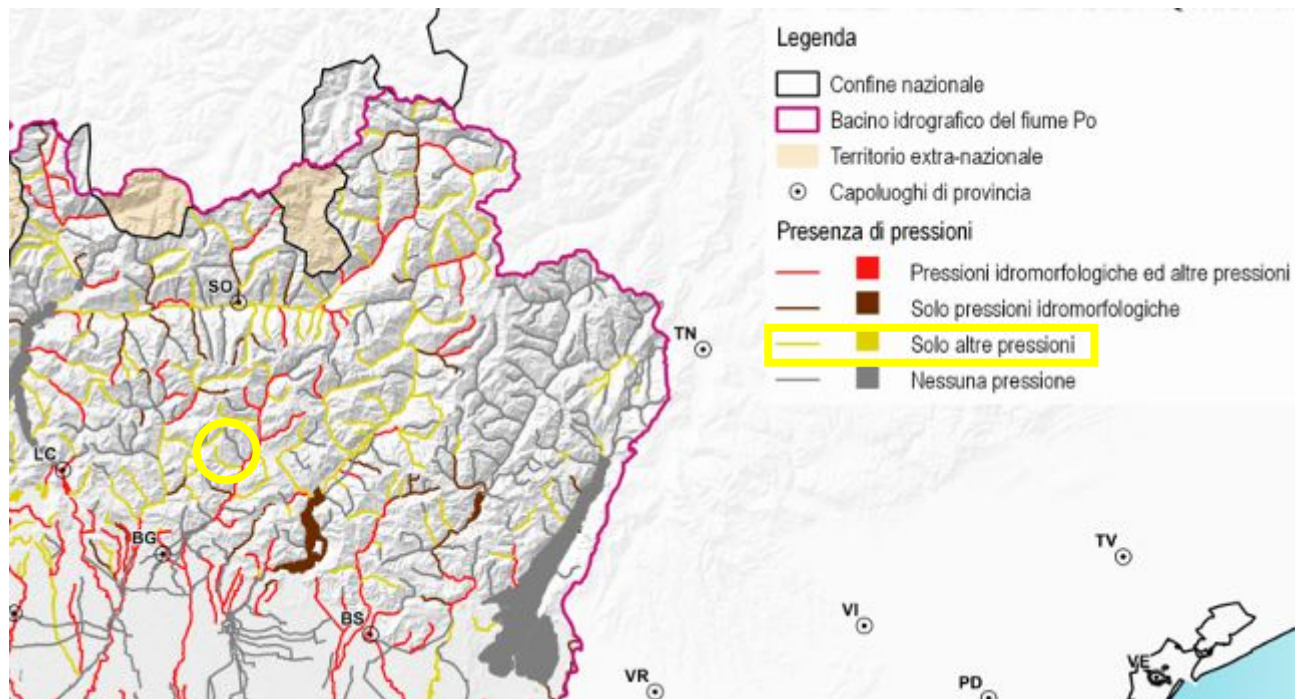 Legenda
Confine nazionale
Bacino idrografico del fiume Po
Territorio extra-nazionale
Capoluoghi di provincia
Presenza di pressioni
Pressioni idromorfologiche ed altre pressioni
Solo pressioni idromorfologiche
Solo altre pressioni
Nessuna pressione
SO
TN
LC
BG
TV
BS
VI
VE
VR
PD